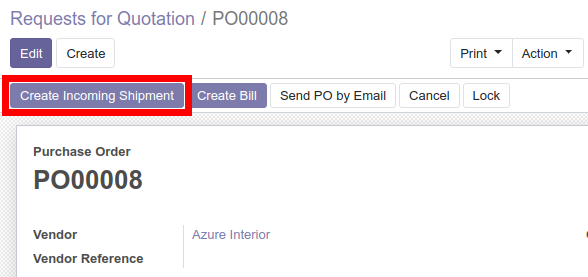 Requests for Quotation / PO00008
Edit Create Print Action
Create Incoming Shipment Create Bill Send PO by Email Cancel Lock
Purchase Order
PO00008
Vendor Azure Interior
Vendor Reference